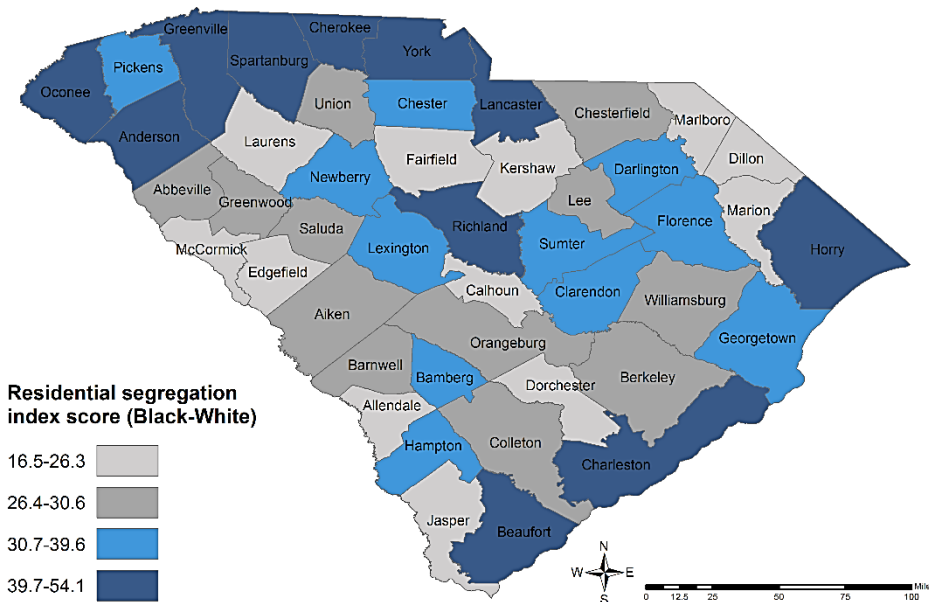 Greenville
Cherokee
York
Spartanburg
Pickens
Oconee
Union
Chester
Lancaster
Chesterfield
Marlboro
Anderson
Laurens
Fairfield
Kershaw
Dillon
Darlington
Newberry
Abbeville
Greenwood
Lee
Marion
Florence
Saluda
Richland
Sumter
Horry
McCormick
Lexington
Edgefield
Calhoun
Clarendon
Williamsburg
Aiken
Georgetown
Orangeburg
Barnwell
Bamberg
Dorchester
Berkeley
Allendale
Hampton
Colleton
Charleston
Jasper
Beaufort
Residential segregation
index score (Black-White)
16.5-26.3
26.4-30.6
30.7-39.6
39.7-54.1
N
W E
S
Mile
0 12.5 25 50 75 100